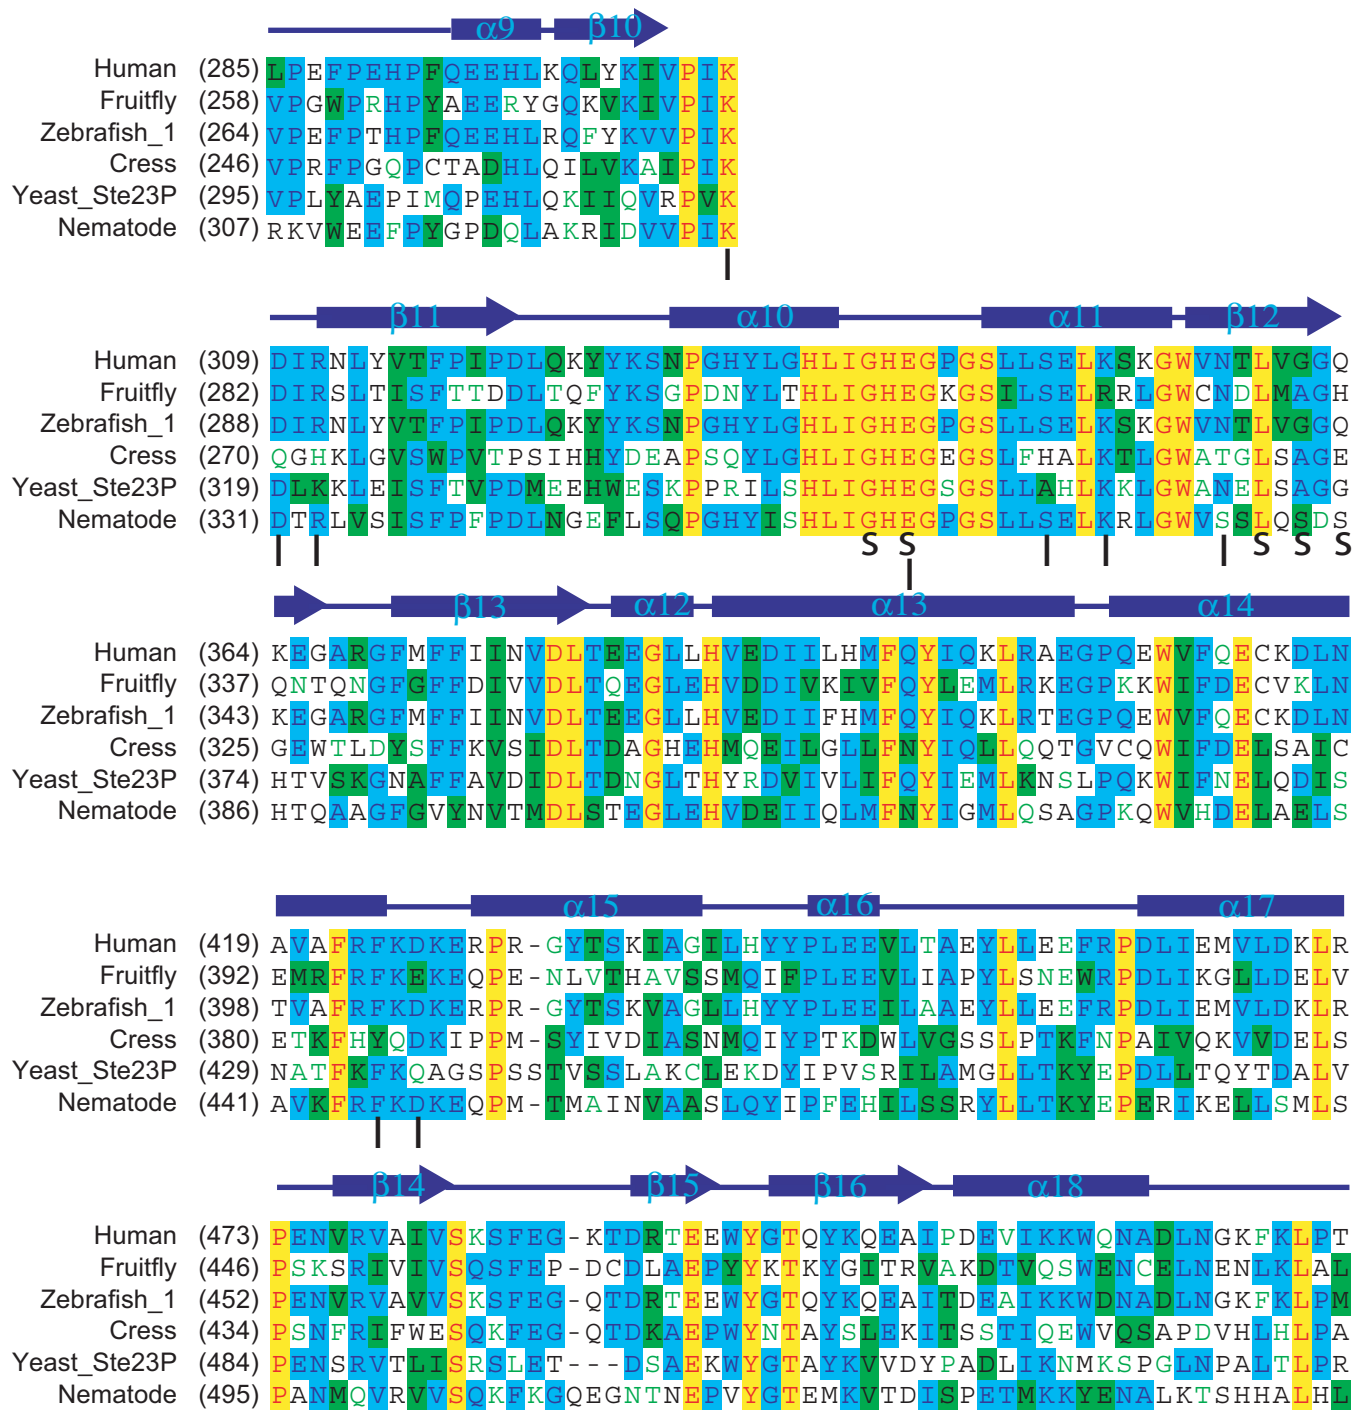 α9 β10
Human (285) LPEFPEHPFQEEHLKQLYKIVPIK
Fruitfly (258) VPGWPRHPYAEERYGQKVKIVPIK
Zebrafish_1 (264) VPEFPTHPFQEEHLRQFYKVVPIK
Cress (246) VPRFPGQPCTADHLQILVKAIPIK
Yeast_Ste23P (295) VPLYAEPIMQPEHLQKIIQVRPVK
Nematode (307) RKVWEEFPYGPDQLAKRIDVVPIK
β11 α10 α11 β12
Human (309) DIRNLYVTFPIPDLQKYYKSNPGHYLGHLIGHEGPGSLLSELKSKGWVNTLVGGQ
Fruitfly (282) DIRSLTISFTTDDLTQFYKSGPDNYLTHLIGHEGKGSILSELRRLGWCNDLMAGH
Zebrafish_1 (288) DIRNLYVTFPIPDLQKYYKSNPGHYLGHLIGHEGPGSLLSELKSKGWVNTLVGGQ
Cress (270) QGHKLGVSWPVTPSIHHYDEAPSQYLGHLIGHEGEGSLFHALKTLGWATGLSAGE
Yeast_Ste23P (319) DLKKLEISFTVPDMEEHWESKPPRILSHLIGHEGSGSLLAHLKKLGWANELSAGG
Nematode (331) DTRLVSISFPFPDLNGEFLSQPGHYISHLIGHEGPGSLLSELKRLGWVSSLQSDS
S S S S S
β13 α12 α13 α14
Human (364) KEGARGFMFFIINVDLTEEGLLHVEDIILHMFQYIQKLRAEGPQEWVFQECKDLN
Fruitfly (337) QNTQNGFGFFDIVVDLTQEGLEHVDDIVKIVFQYLEMLRKEGPKKWIFDECVKLN
Zebrafish_1 (343) KEGARGFMFFIINVDLTEEGLLHVEDIIFHMFQYIQKLRTEGPQEWVFQECKDLN
Cress (325) GEWTLDYSFFKVSIDLTDAGHEHMQEILGLLFNYIQLLQQTGVCQWIFDELSAIC
Yeast_Ste23P (374) HTVSKGNAFFAVDIDLTDNGLTHYRDVIVLIFQYIEMLKNSLPQKWIFNELQDIS
Nematode (386) HTQAAGFGVYNVTMDLSTEGLEHVDEIIQLMFNYIGMLQSAGPKQWVHDELAELS
α15 α16 α17
Human (419) AVAFRFKDKERPR-GYTSKIAGILHYYPLEEVLTAEYLLEEFRPDLIEMVLDKLR
Fruitfly (392) EMRFRFKEKEQPE-NLVTHAVSSMQIFPLEEVLIAPYLSNEWRPDLIKGLLDELV
Zebrafish_1 (398) TVAFRFKDKERPR-GYTSKVAGLLHYYPLEEILAAEYLLEEFRPDLIEMVLDKLR
Cress (380) ETKFHYQDKIPPM-SYIVDIASNMQIYPTKDWLVGSSLPTKFNPAIVQKVVDELS
Yeast_Ste23P (429) NATFKFKQAGSPSSTVSSLAKCLEKDYIPVSRILAMGLLTKYEPDLLTQYTDALV
Nematode (441) AVKFRFKDKEQPM-TMAINVAASLQYIPFEHILSSRYLLTKYEPERIKELLSMLS
β14 β15 β16 α18
Human (473) PENVRVAIVSKSFEG-KTDRTEEWYGTQYKQEAIPDEVIKKWQNADLNGKFKLPT
Fruitfly (446) PSKSRIVIVSQSFEP-DCDLAEPYYKTKYGITRVAKDTVQSWENCELNENLKLAL
Zebrafish_1 (452) PENVRVAVVSKSFEG-QTDRTEEWYGTQYKQEAITDEAIKKWDNADLNGKFKLPM
Cress (434) PSNFRIFWESQKFEG-QTDKAEPWYNTAYSLEKITSSTIQEWVQSAPDVHLHLPA
Yeast_Ste23P (484) PENSRVTLISRSLET---DSAEKWYGTAYKVVDYPADLIKNMKSPGLNPALTLPR
Nematode (495) PANMQVRVVSQKFKGQEGNTNEPVYGTEMKVTDISPETMKKYENALKTSHHALHL